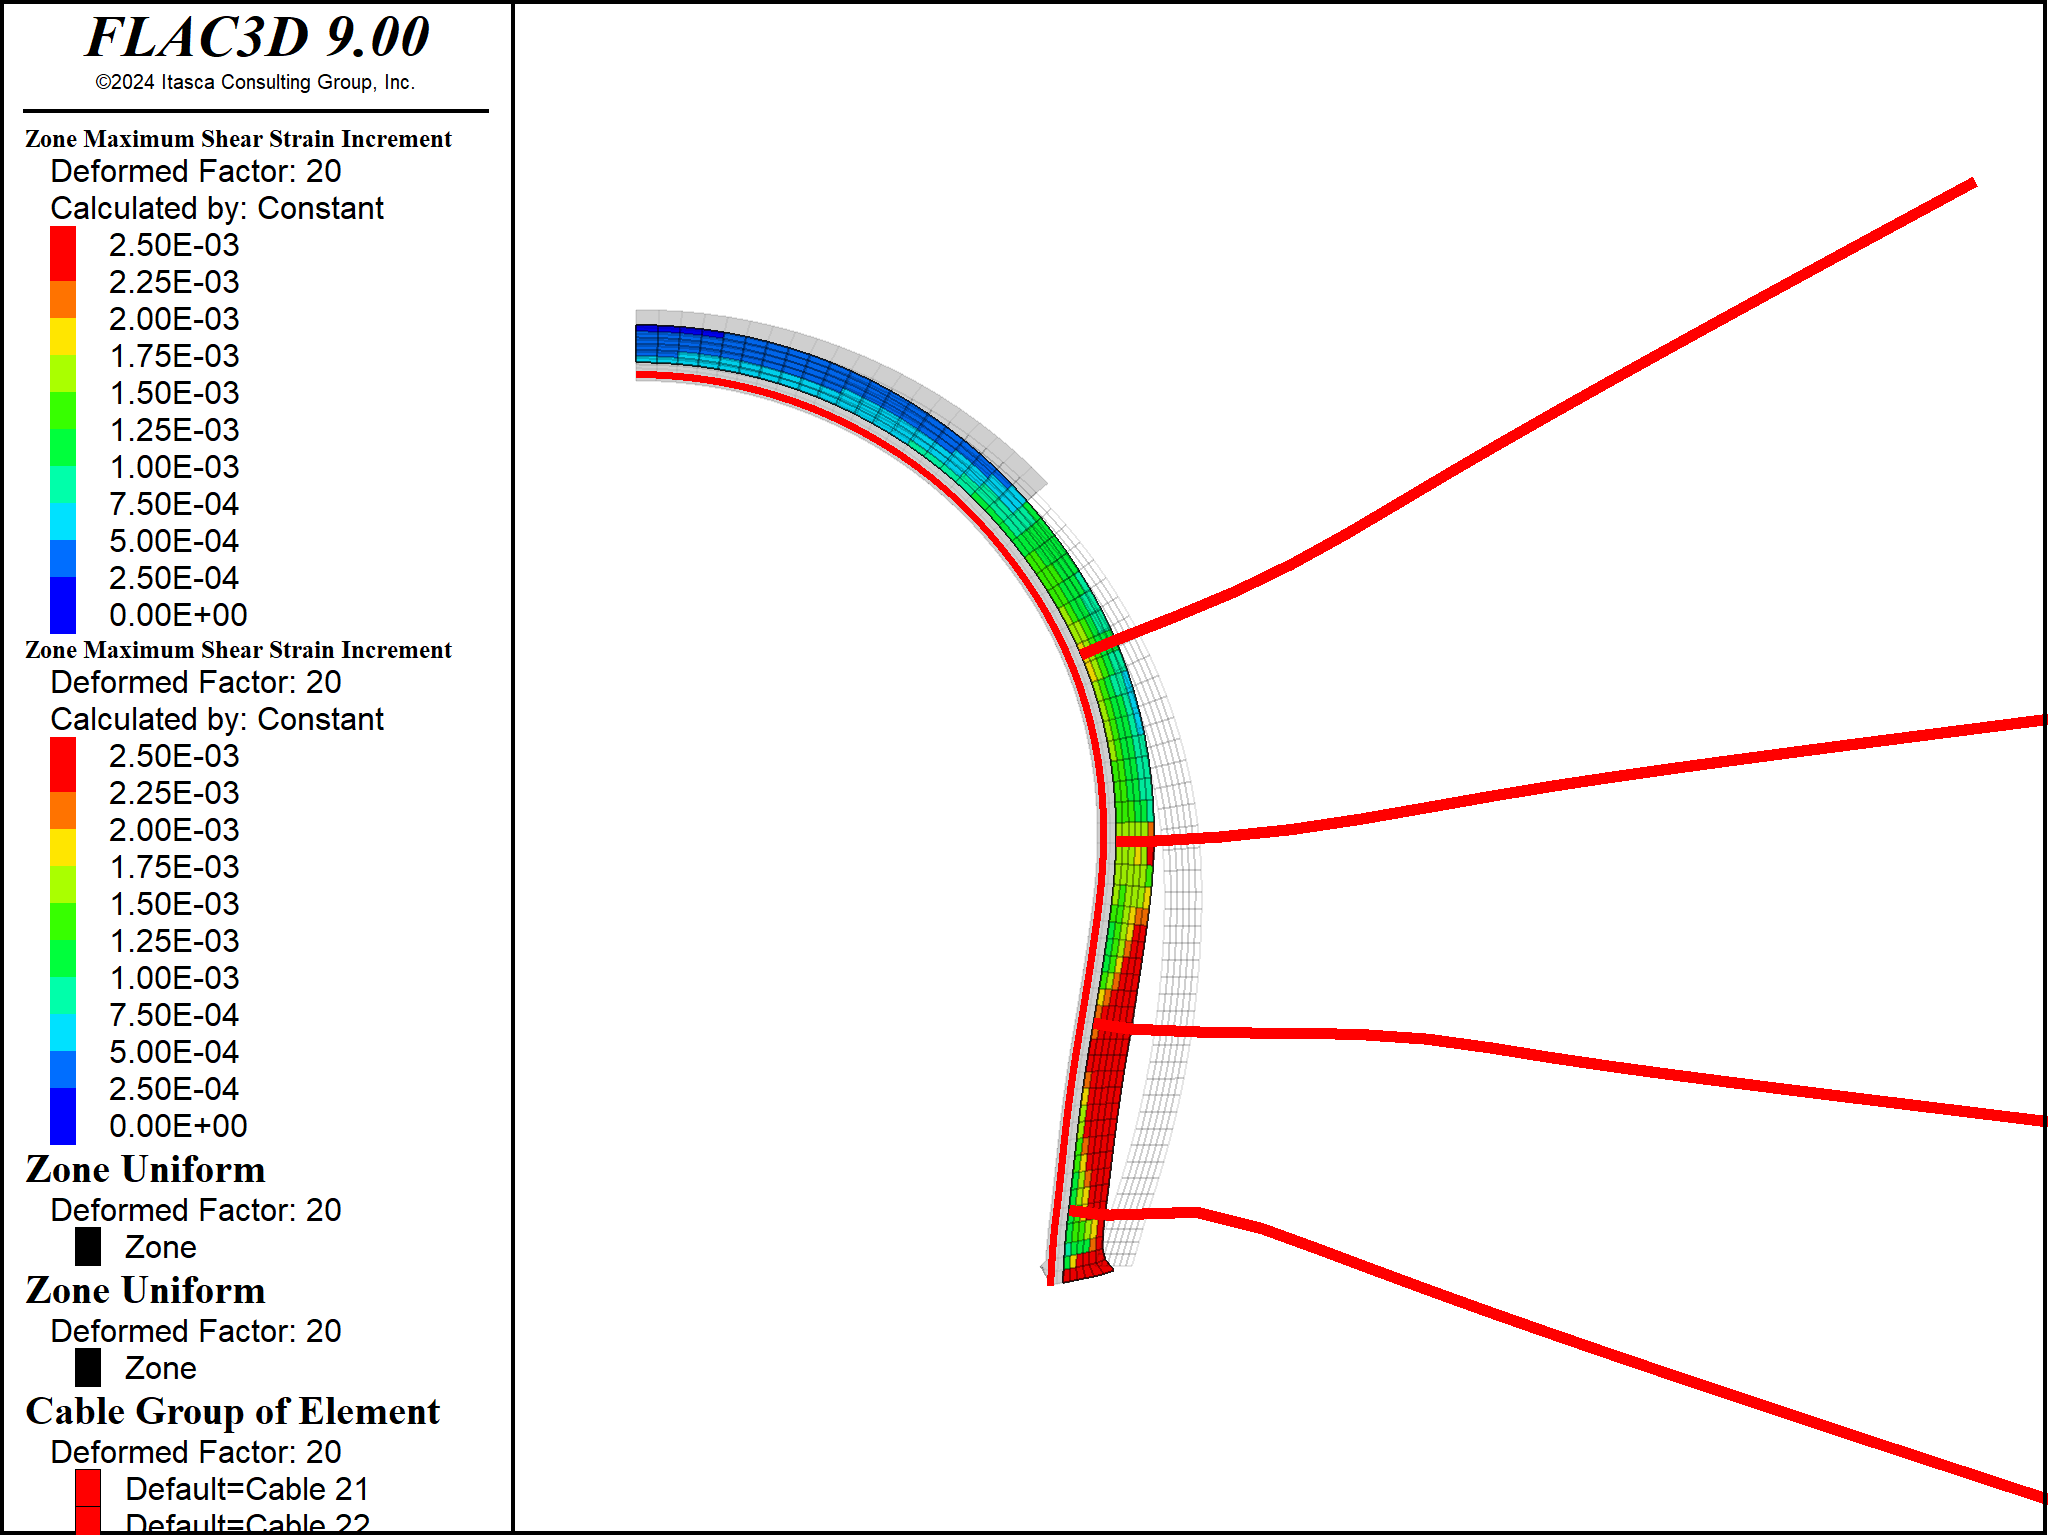 FLAC3D 9.00
©2024 Itasca Consulting Group, Inc.
Zone Maximum Shear Strain Increment
Deformed Factor: 20
Calculated by: Constant
2.50E-03
2.25E-03
2.00E-03
1.75E-03
1.50E-03
1.25E-03
1.00E-03
7.50E-04
5.00E-04
2.50E-04
0.00E+00
Zone Maximum Shear Strain Increment
Deformed Factor: 20
Calculated by: Constant
2.50E-03
2.25E-03
2.00E-03
1.75E-03
1.50E-03
1.25E-03
1.00E-03
7.50E-04
5.00E-04
2.50E-04
0.00E+00
Zone Uniform
Deformed Factor: 20
Zone
Zone Uniform
Deformed Factor: 20
Zone
Cable Group of Element
Deformed Factor: 20
Default=Cable 21
Default=Cable 22